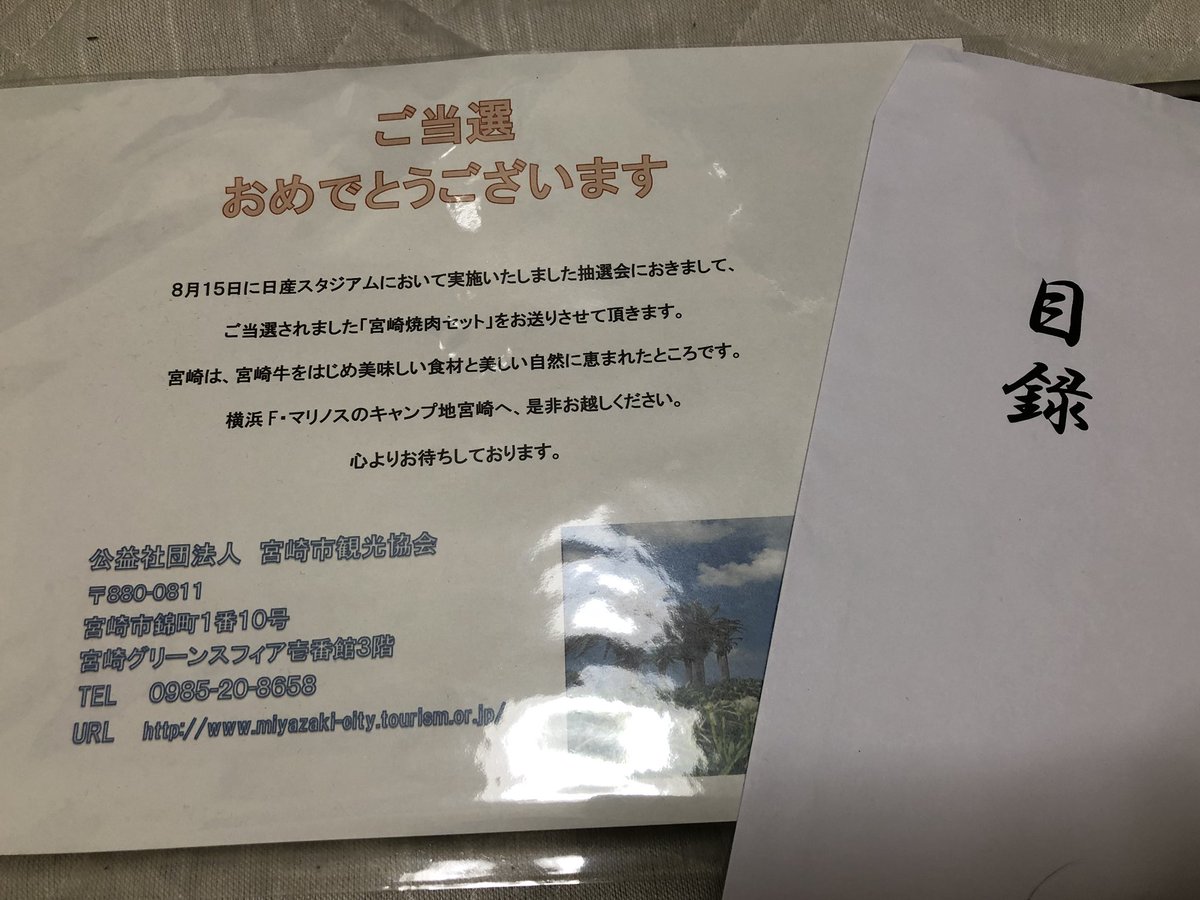 ご当選
おめでとうございます
8月15日に日産スタジアムにおいて実施いたしました抽選会におきまして、
ご当選されました「宮崎焼肉セット」をお送りさせて頂きます。
宮崎は、宮崎牛をはじめ美味しい食材と美しい自然に恵まれたところです。
横浜F・マリノスのキャンプ地宮崎へ、是非お越しください。
心よりお待ちしております。
公益社団法人 宮崎市観光協会
〒880-0811
宮崎市錦町1番10号
宮崎グリーンスフィア壱番館3階
TEL 0985-20-8658
URL http://www.miyazaki-city.tourism.or.jp/
目録